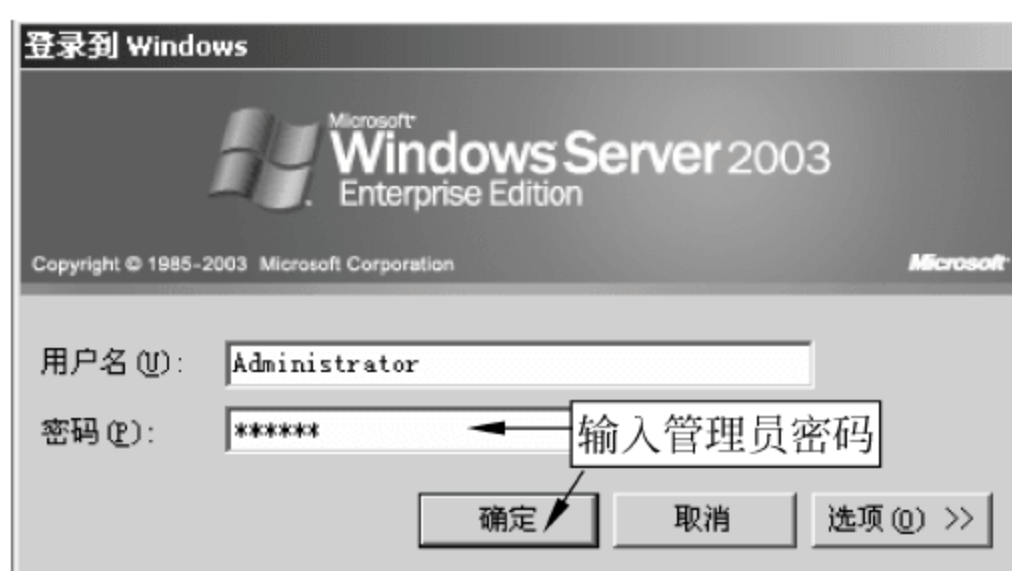 登录到 Windows
Microsoft
Windows Server 2003
Enterprise Edition
Copyright © 1985-2003 Microsoft Corporation
Microsoft
用户名(U):
Administrator
密码(P):
******
输入管理员密码
确定
取消
选项(O) >>